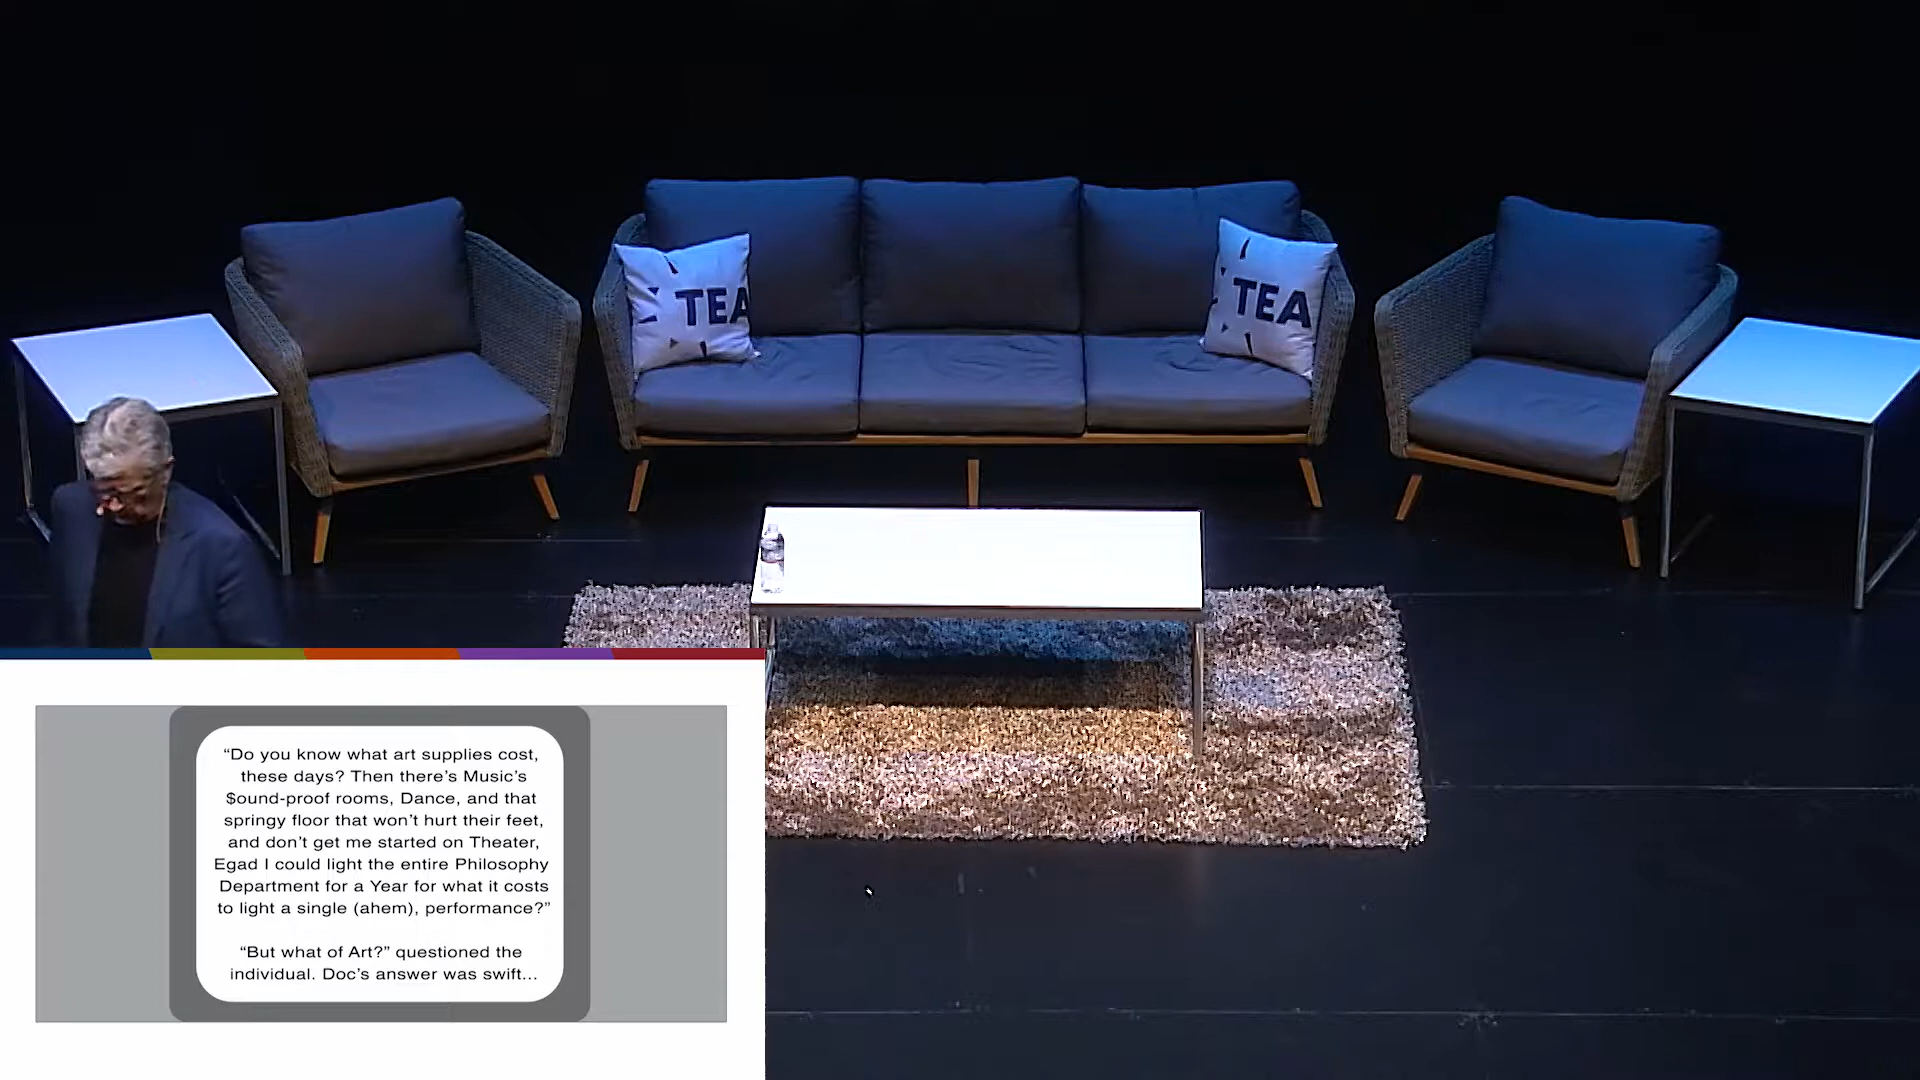 TEA
TEA
“Do you know what art supplies cost,
these days? Then there’s Music’s
$ound-proof rooms, Dance, and that
springy floor that won’t hurt their feet,
and don’t get me started on Theater,
Egad I could light the entire Philosophy
Department for a Year for what it costs
to light a single (ahem), performance?”
“But what of Art?” questioned the
individual. Doc’s answer was swift...